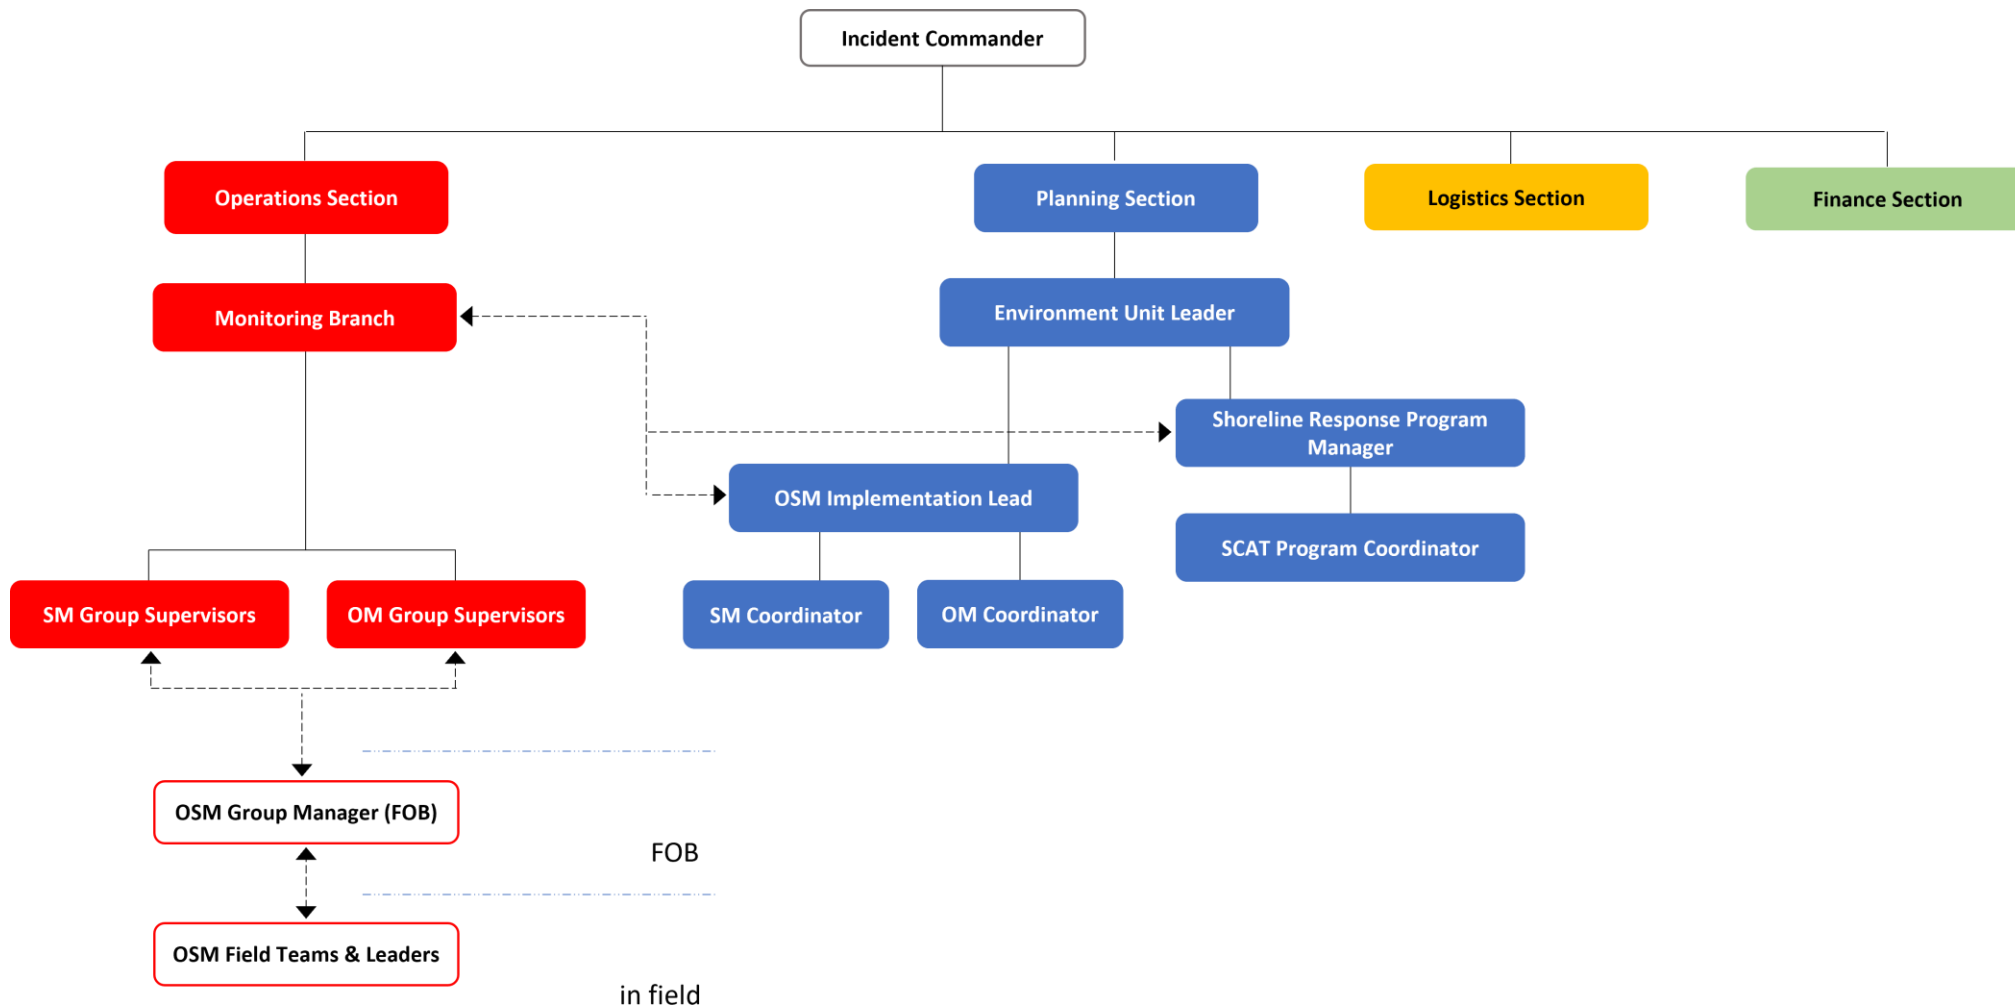 Incident Commander
Operations Section
Planning Section
Logistics Section
Finance Section
Monitoring Branch
Environment Unit Leader
Shoreline Response Program
Manager
OSM Implementation Lead
SCAT Program Coordinator
SM Group Supervisors
OM Group Supervisors
SM Coordinator
OM Coordinator
OSM Group Manager (FOB)
FOB
OSM Field Teams & Leaders
in field